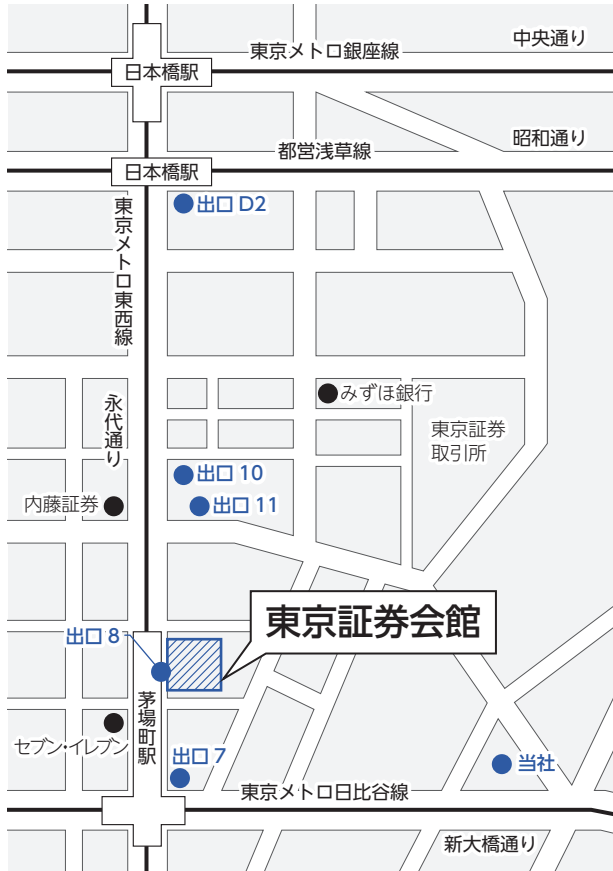 中央通り
東京メトロ銀座線
日本橋駅
昭和通り
都営浅草線
日本橋駅
出口 D2
東京メトロ東西線
みずほ銀行
永代通り
東京証券
取引所
出口 10
内藤証券
出口 11
東京証券会館
出口 8
茅場町駅
セブン・イレブン
出口 7
当社
東京メトロ日比谷線
新大橋通り